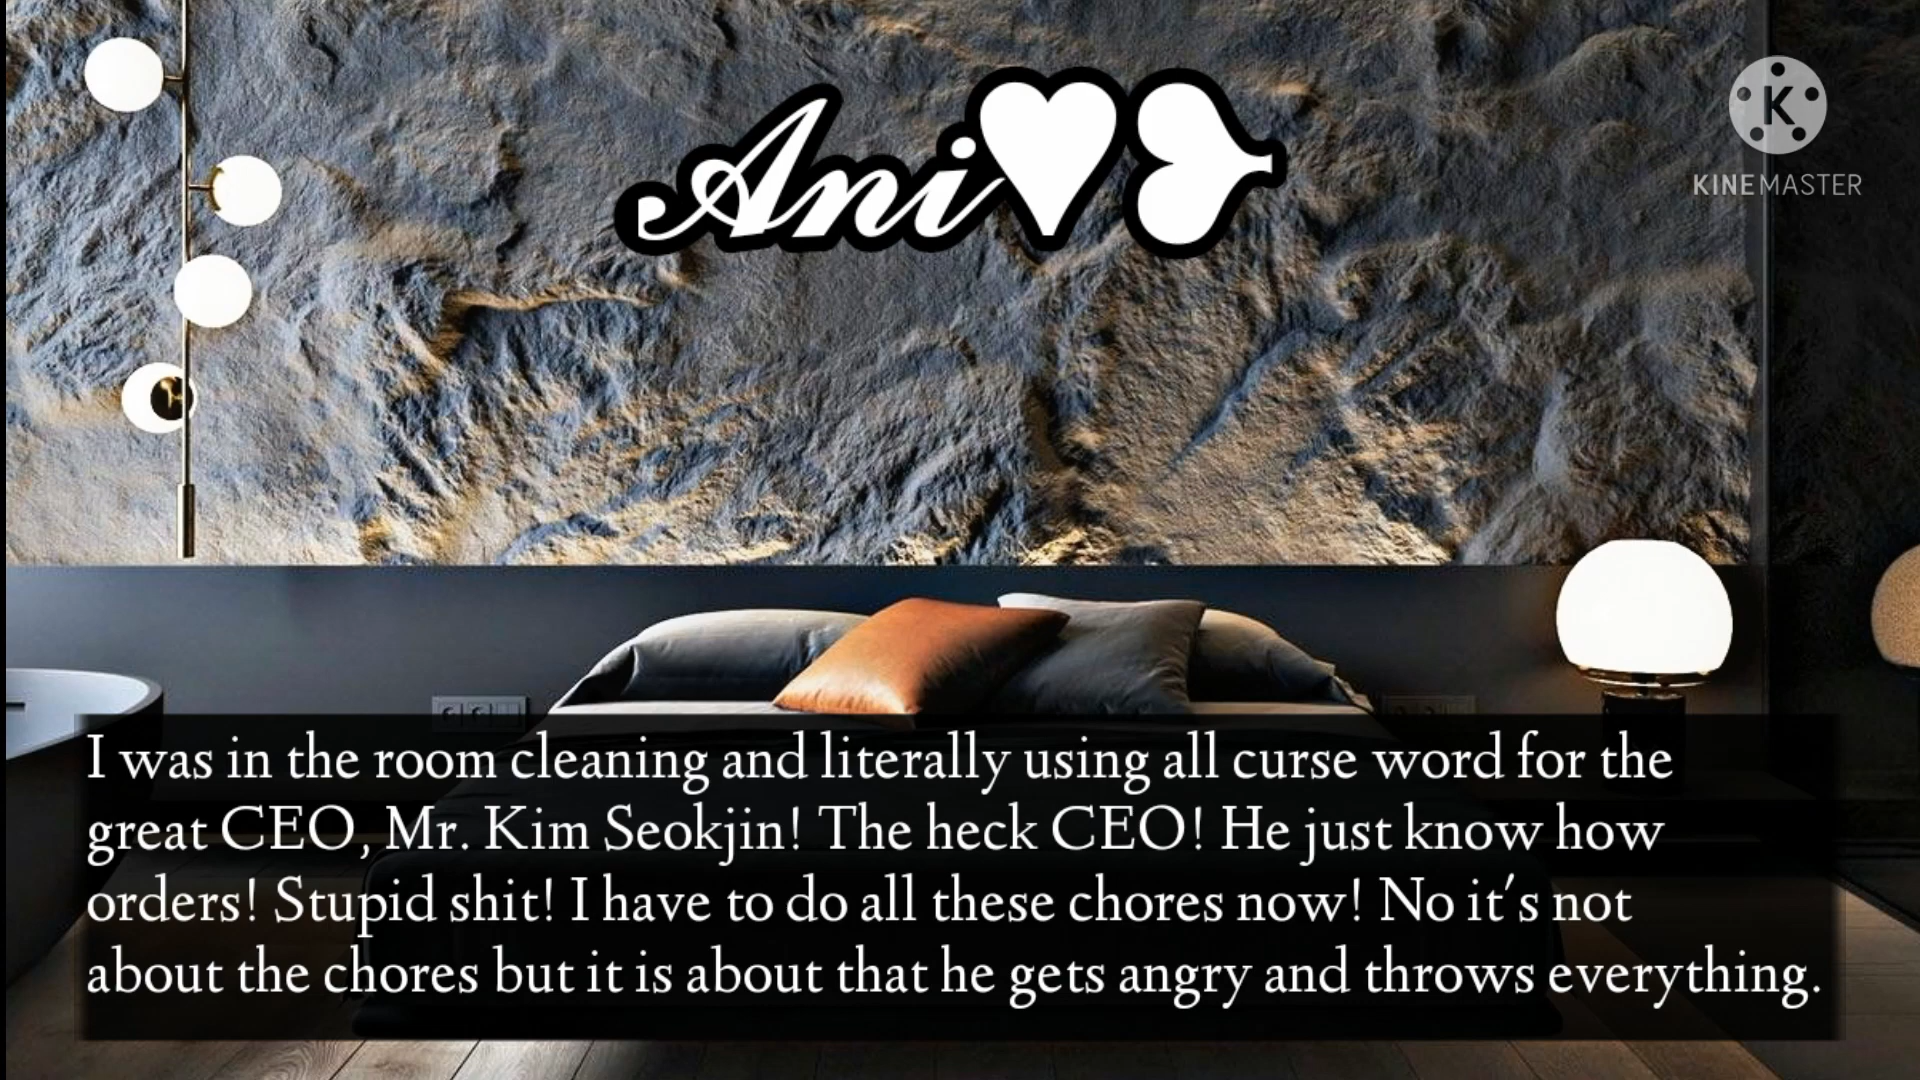 Ani
K
KINEMASTER
I was in the room cleaning and literally using all curse word for the
great CEO, Mr. Kim Seokjin! The heck CEO! He just know how
orders! Stupid shit! I have to do all these chores now! No it's not
about the chores but it is about that he gets angry and throws everything.